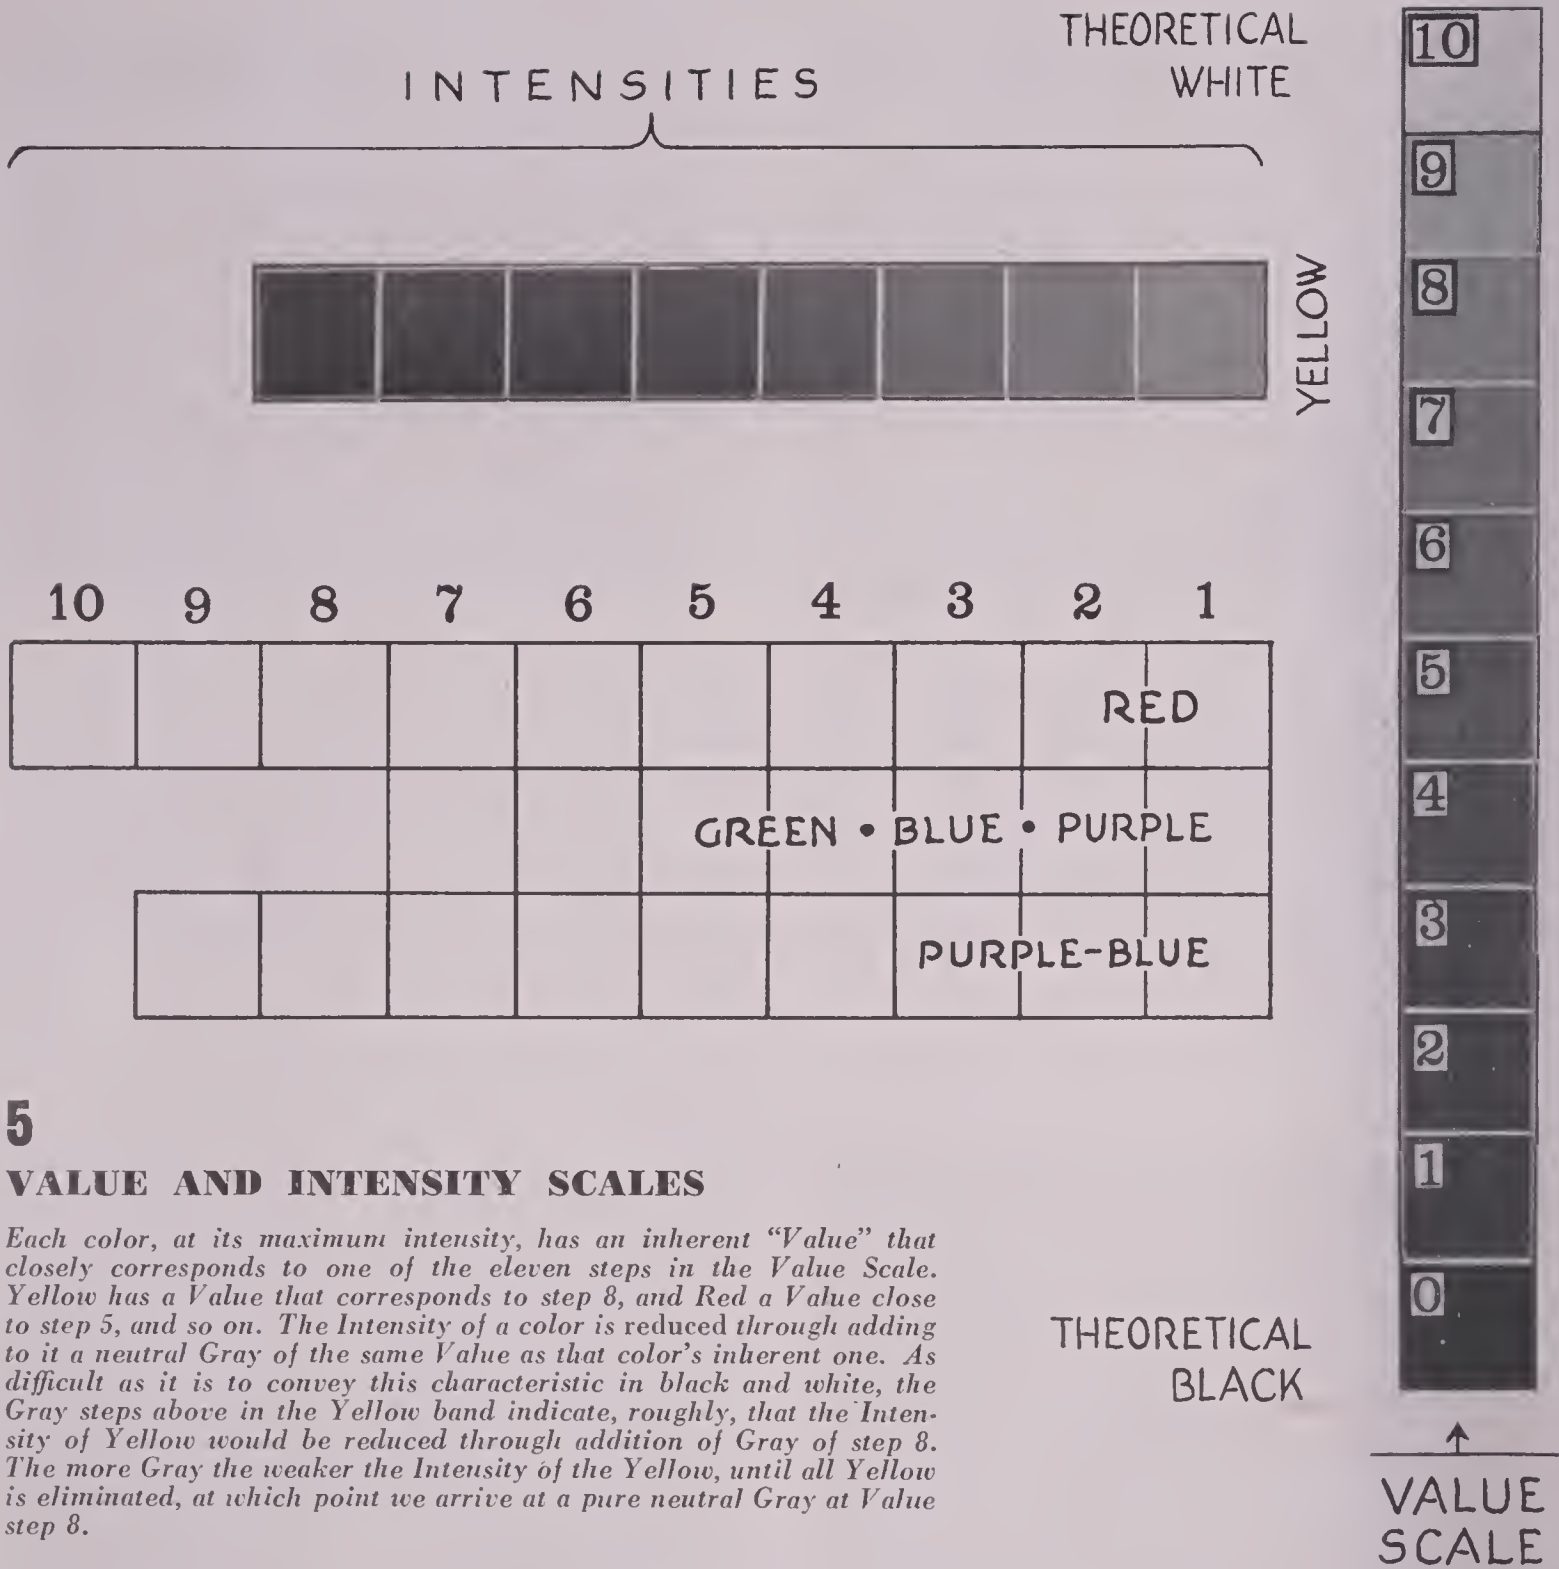 THEORETICAL
WHITE
INTENSITIES
YELLOW
10 9 8 7 6 5 4 3 2 1
RED
GREEN • BLUE • PURPLE
PURPLE-BLUE
10
9
8
7
6
5
4
3
2
1
0
5
VALUE AND INTENSITY SCALES
Each color, at its maximum intensity, has an inherent “Value” that
closely corresponds to one of the eleven steps in the Value Scale.
Yellow has a Value that corresponds to step 8, and Red a Value close
to step 5, and so on. The Intensity of a color is reduced through adding
to it a neutral Gray of the same Value as that color's inherent one. As
difficult as it is to convey this characteristic in black and white, the
Gray steps above in the Yellow band indicate, roughly, that the Inten-
sity of Yellow would be reduced through addition of Gray of step 8.
The more Gray the weaker the Intensity of the Yellow, until all Yellow
is eliminated, at which point we arrive at a pure neutral Gray at Value
step 8.
THEORETICAL
BLACK
VALUE
SCALE